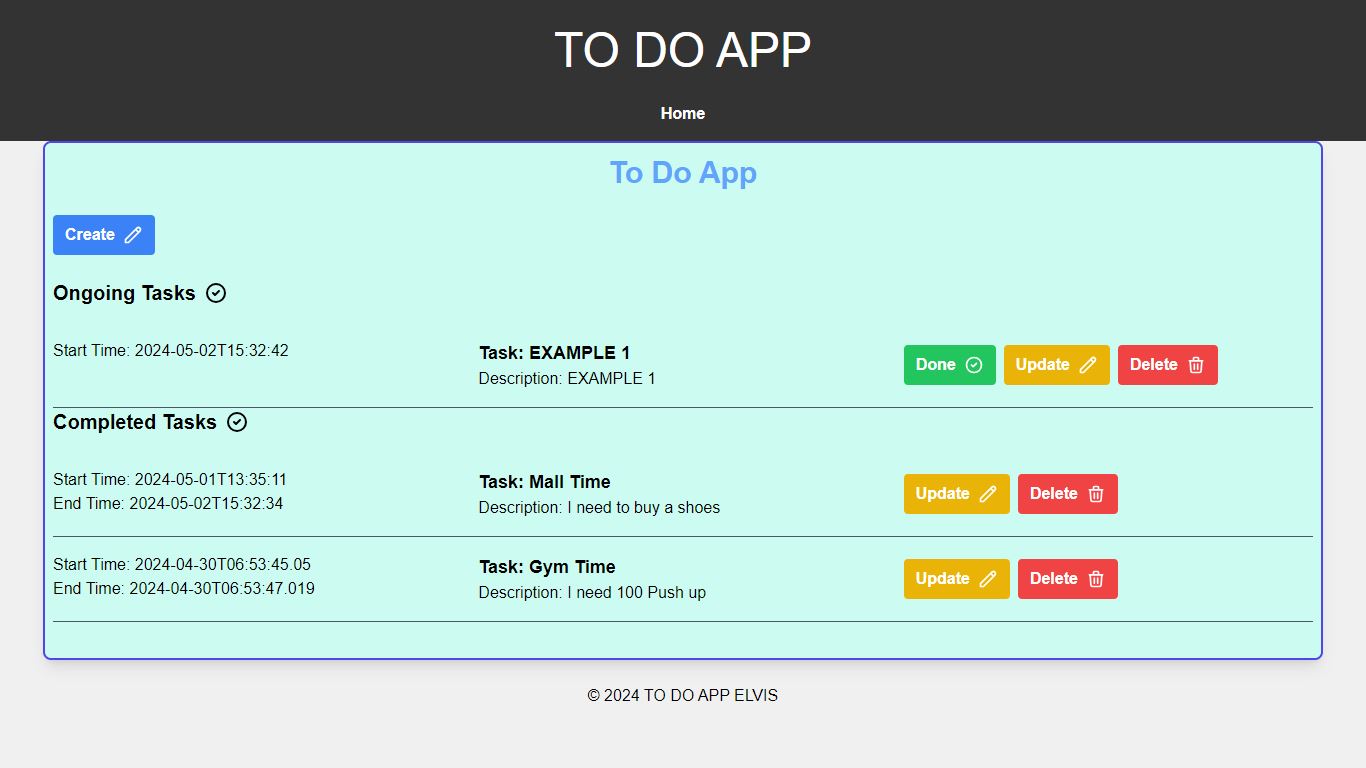 TO DO APP
Home
To Do App
Create
Ongoing Tasks
Start Time: 2024-05-02T15:32:42
Task: EXAMPLE 1
Description: EXAMPLE 1
Done Update Delete
Completed Tasks
Start Time: 2024-05-01T13:35:11
End Time: 2024-05-02T15:32:34
Task: Mall Time
Description: I need to buy a shoes
Update Delete
Start Time: 2024-04-30T06:53:45.05
End Time: 2024-04-30T06:53:47.019
Task: Gym Time
Description: I need 100 Push up
Update Delete
© 2024 TO DO APP ELVIS